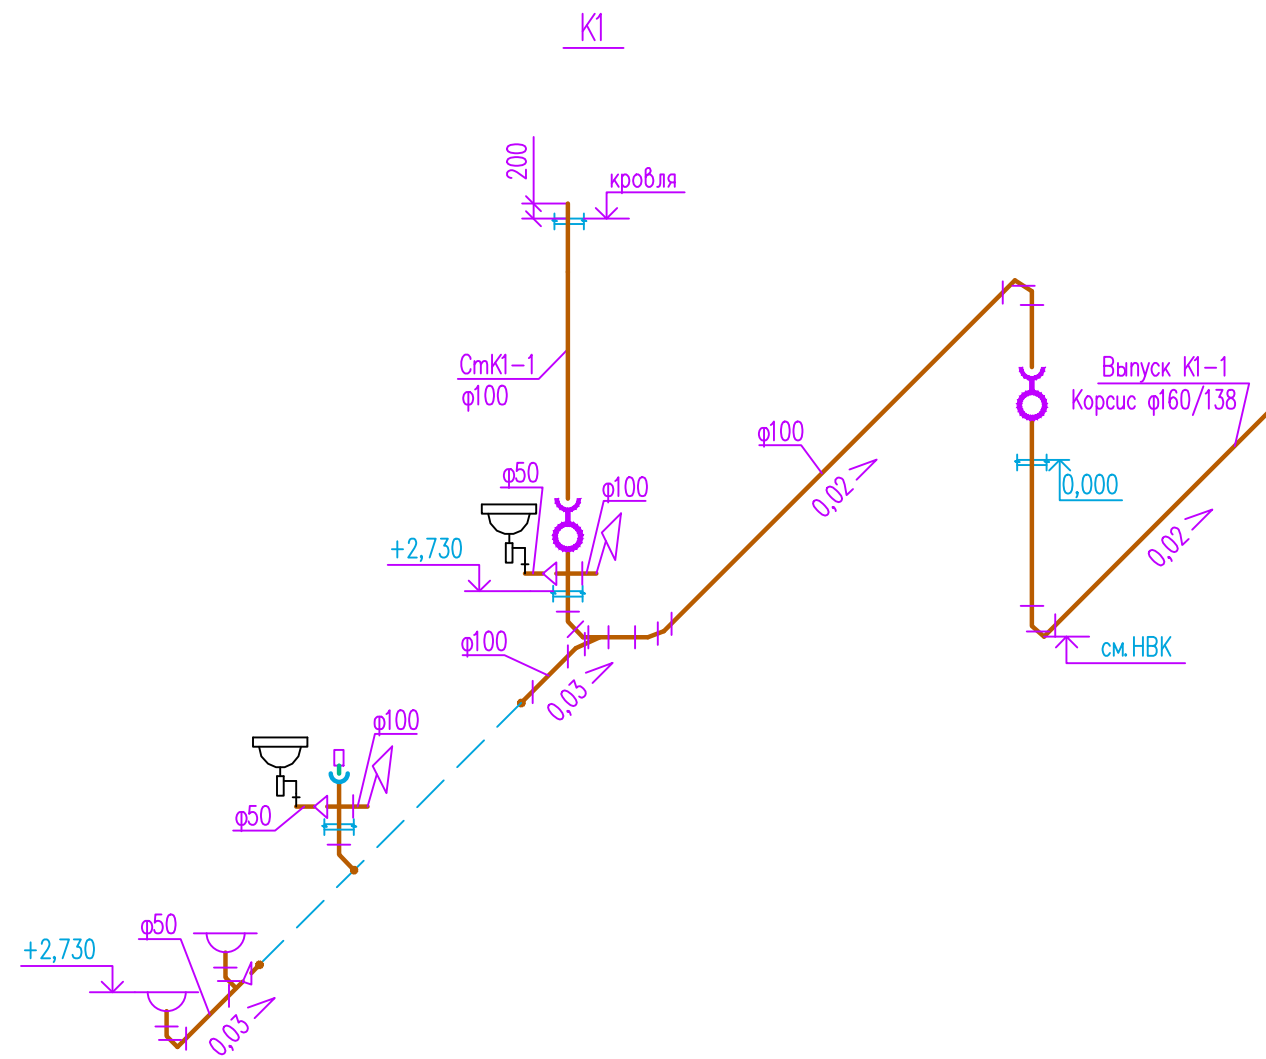 К1
200
кровля
СтК1-1
φ100
Выпуск К1-1
Корсис φ160/138
φ100
φ50
φ100
0,02
0,000
0,02
+2,730
φ100
см.НВК
0,03
φ100
φ50
φ50
+2,730
0,03